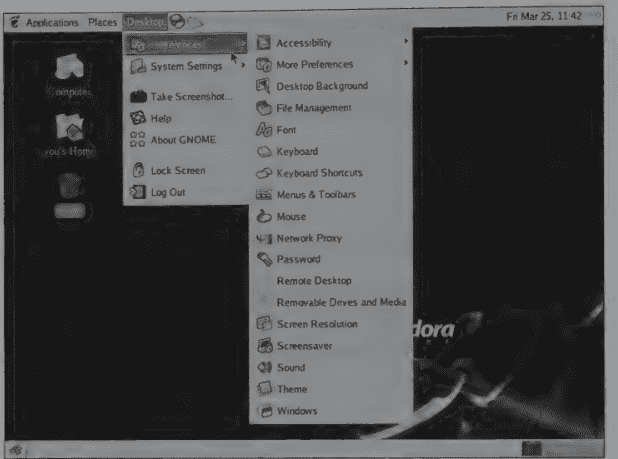 Applications Places Desktop
Fri Mar 25, 11:42
Preferences
System Settings
Take Screenshot...
Help
About GNOME
Lock Screen
Log Out
Accessibility
More Preferences
Desktop Background
File Management
Font
Keyboard
Keyboard Shortcuts
Menus & Toolbars
Mouse
Network Proxy
Password
Remote Desktop
Removable Drives and Media
Screen Resolution
Screensaver
Sound
Theme
Windows
Computer
you's Home
dora